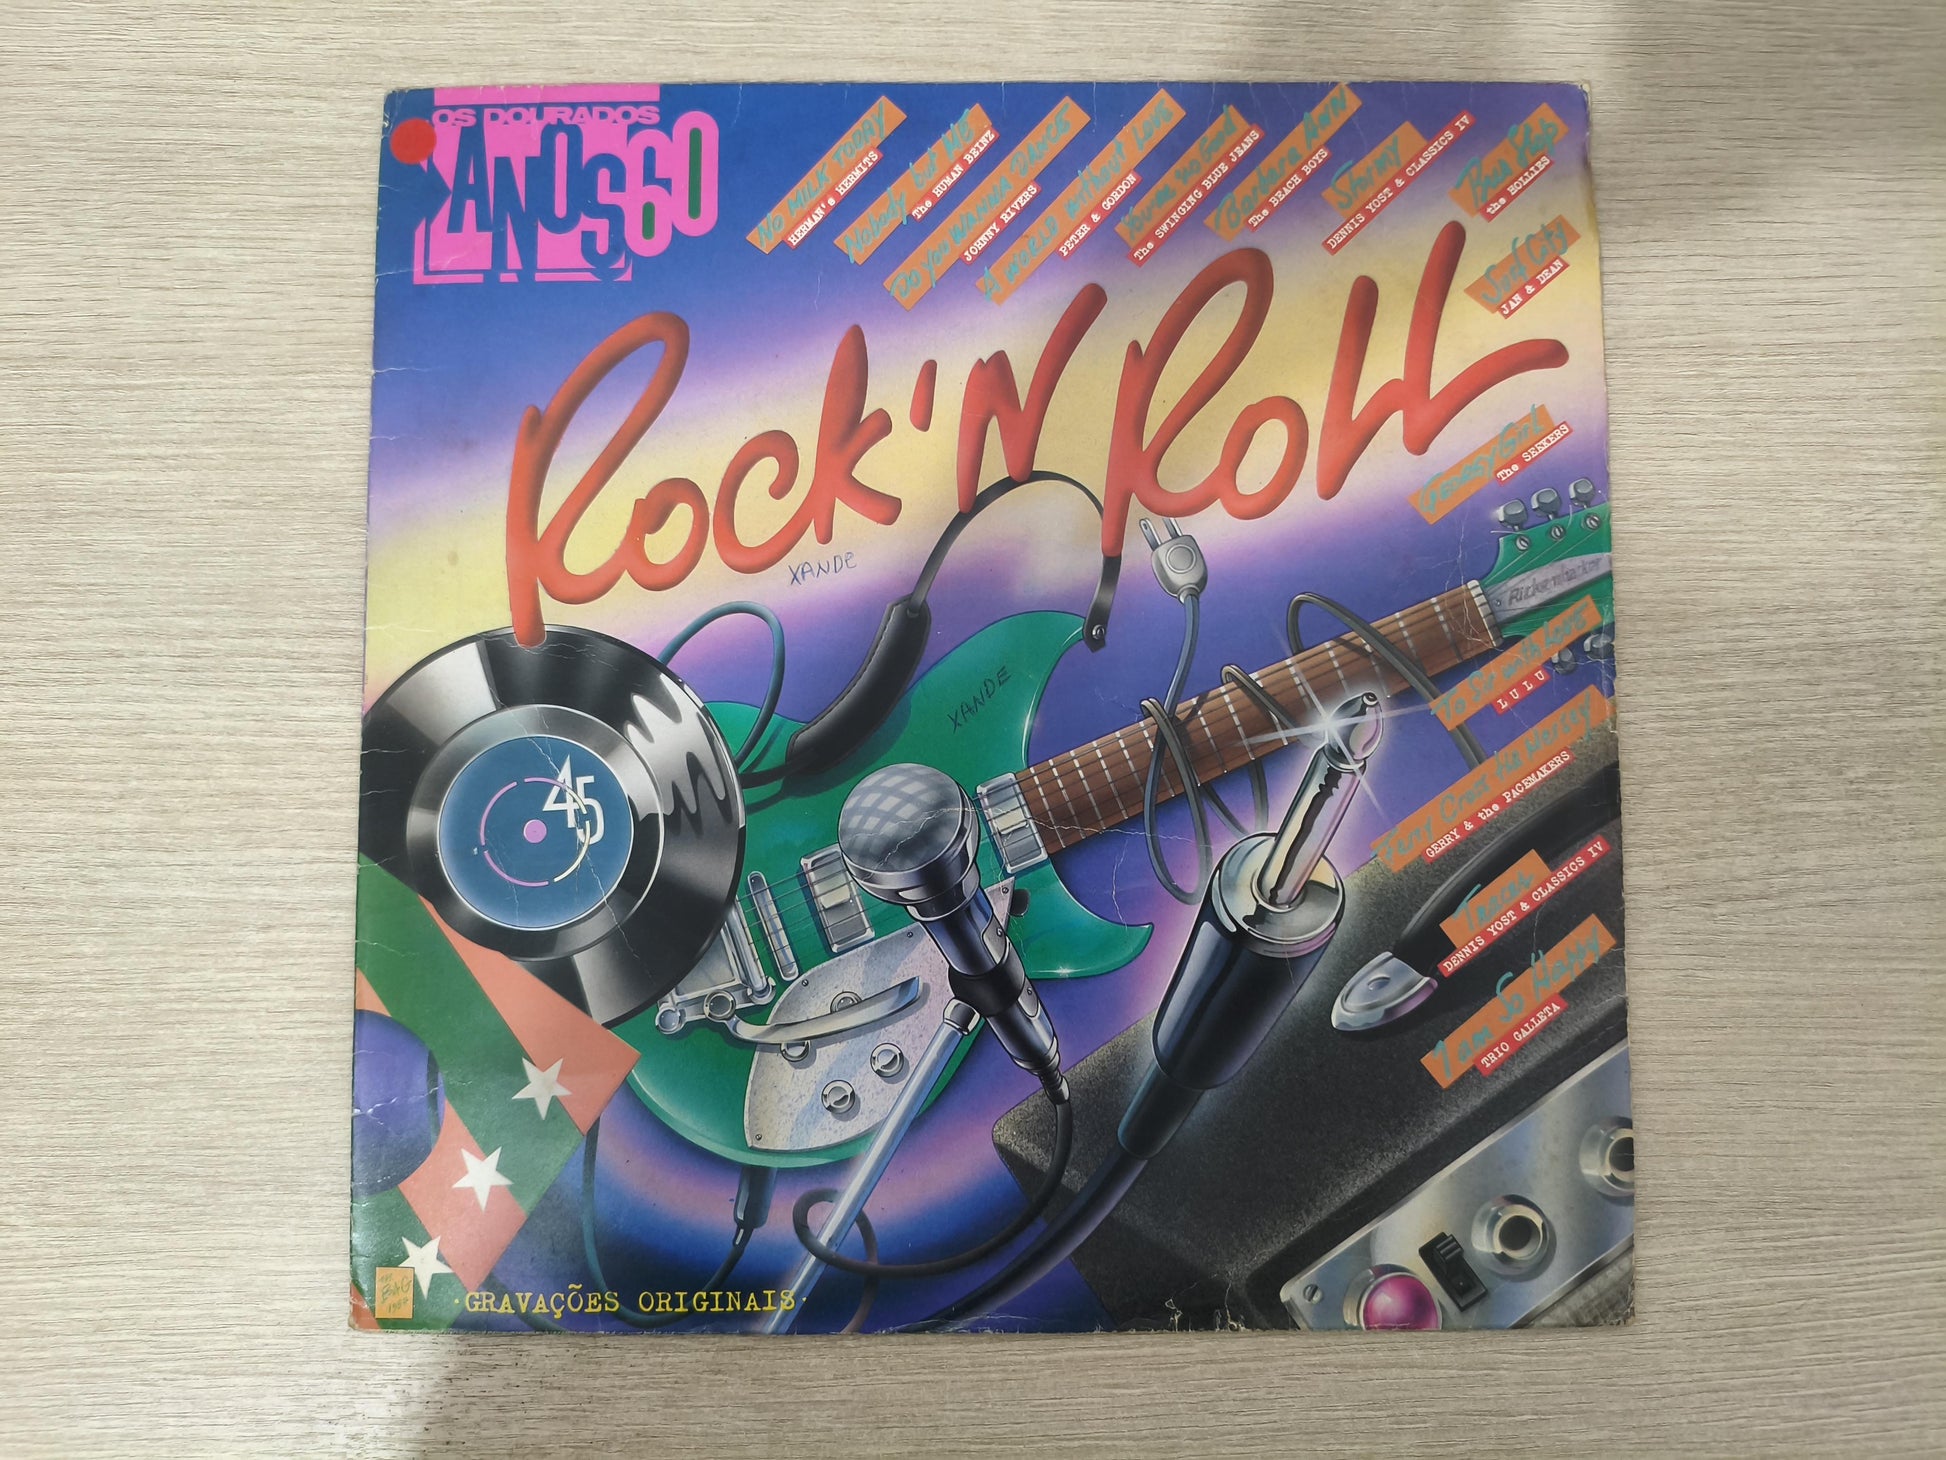 OS DOURADOS
ANOS 60
No MILK TODAY
HERMAN's HERMITS
Nobody but ME
The HUMAN BEINZ
Do You WANNA DANCE
JOHNNY RIVERS
A WORLD Without LOVE
PETER & GORDON
You're no Good
The SWINGING BLUE JEANS
Barbara ANN
The BEACH BOYS
Stormy
DENNIS YOST & CLASSICS IV
Bus Stop
the HOLLIES
Surf City
JAN & DEAN
ROCK 'N ROLL
XANDE
GEORGY GIRL
The SEEKERS
Rickenbacker
To Sir with LOVE
LULU
XANDE
Ferry Cross the Mersey
GERRY & the PACEMAKERS
45
Traces
DENNIS YOST & CLASSICS IV
I am So Happy
TRIO GALLETA
1987
·GRAVAÇÕES ORIGINAIS·